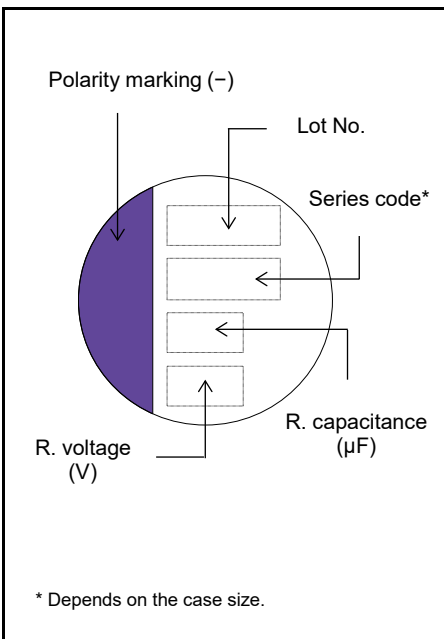 Polarity marking (−)
Lot No.
Series code*
R. capacitance
(μF)
R. voltage
(V)
* Depends on the case size.